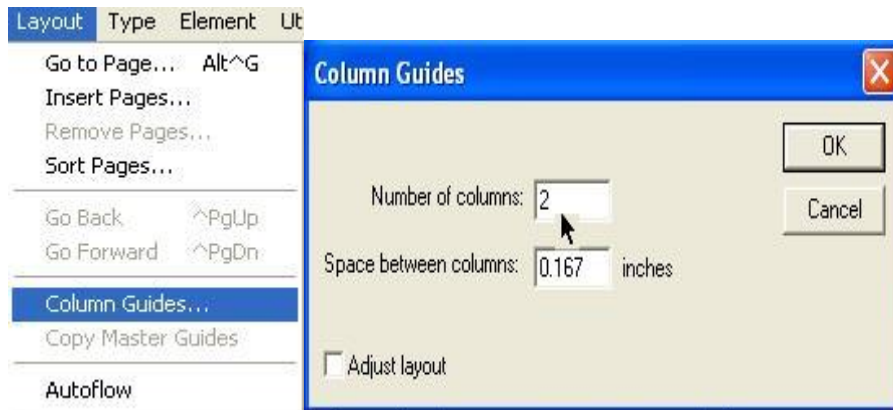 Layout Type Element Ut
Go to Page... Alt^G
Insert Pages...
Remove Pages...
Sort Pages...
Go Back ^PgUp
Go Forward ^PgDn
Column Guides...
Copy Master Guides
Autoflow
Column Guides
OK
Number of columns: 2
Cancel
Space between columns: 0.167 inches
Adjust layout